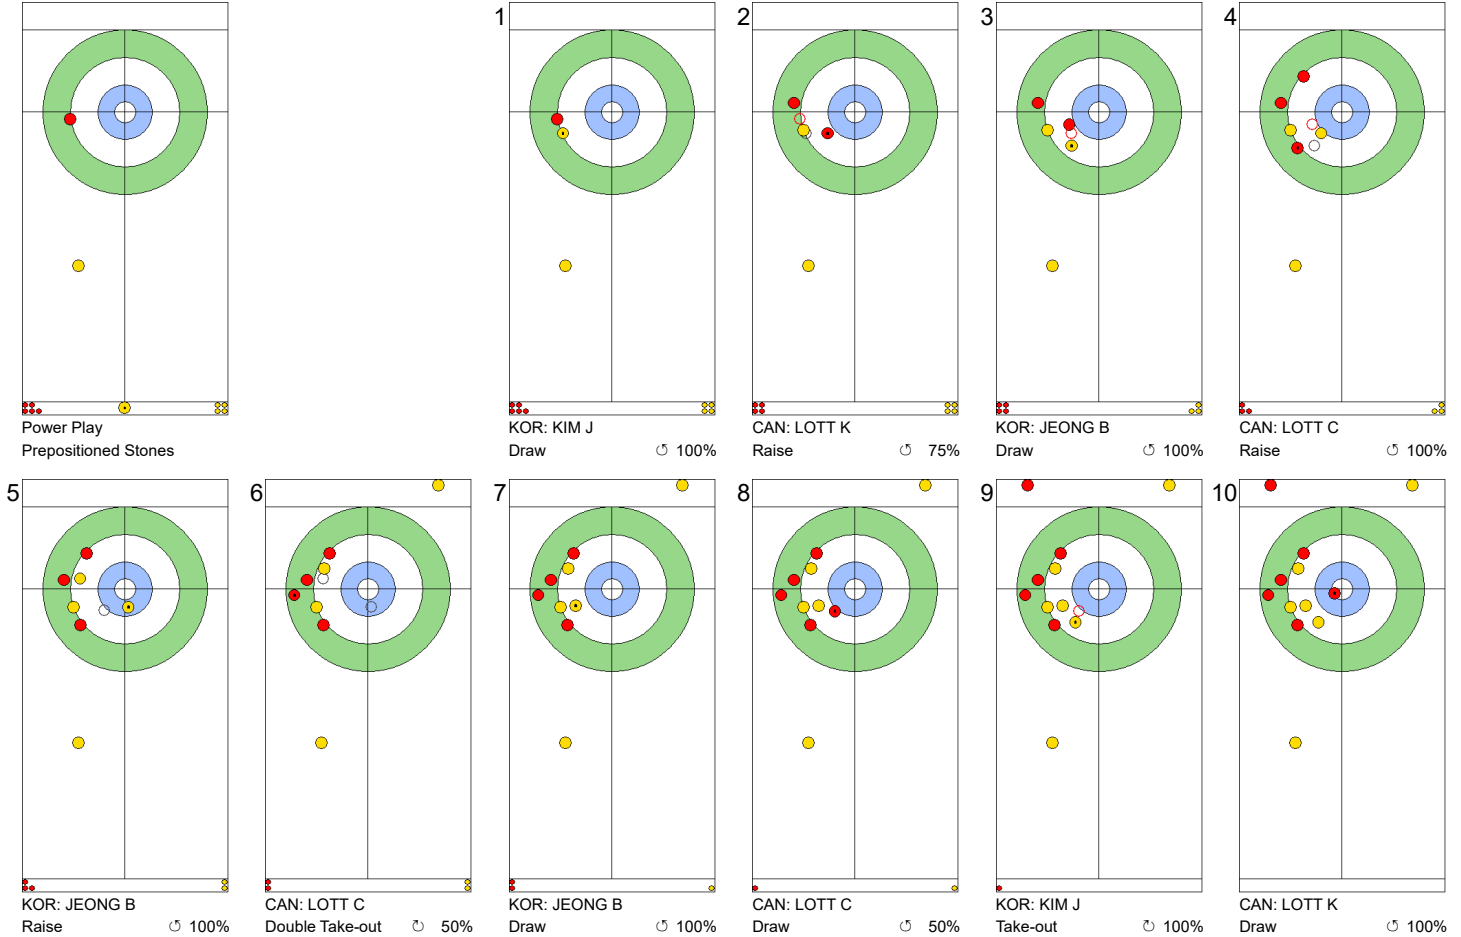 Power Play
Prepositioned Stones
1
KOR: KIM J
Draw 100%
2
CAN: LOTT K
Raise 75%
3
KOR: JEONG B
Draw 100%
4
CAN: LOTT C
Raise 100%
5
KOR: JEONG B
Raise 100%
6
CAN: LOTT C
Double Take-out 50%
7
KOR: JEONG B
Draw 100%
8
CAN: LOTT C
Draw 50%
9
KOR: KIM J
Take-out 100%
10
CAN: LOTT K
Draw 100%